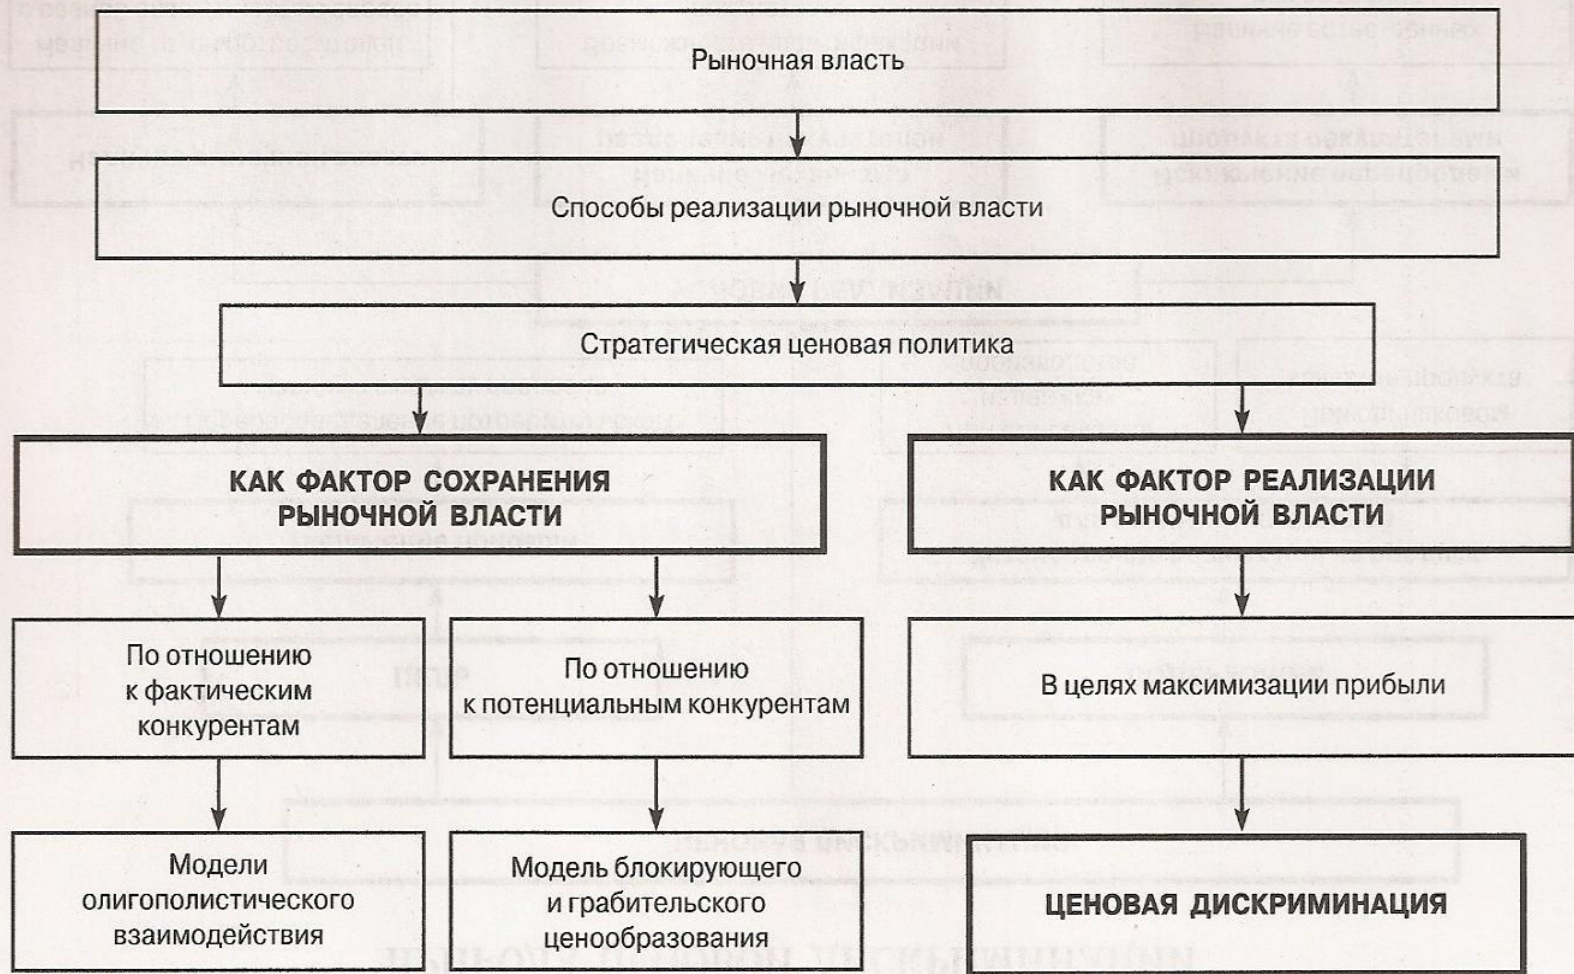 Рыночная власть
Способы реализации рыночной власти
Стратегическая ценовая политика
КАК ФАКТОР СОХРАНЕНИЯ
РЫНОЧНОЙ ВЛАСТИ
КАК ФАКТОР РЕАЛИЗАЦИИ
РЫНОЧНОЙ ВЛАСТИ
По отношению
к фактическим
конкурентам
По отношению
к потенциальным конкурентам
В целях максимизации прибыли
Модели
олигополистического
взаимодействия
Модель блокирующего
и грабительского
ценообразования
ЦЕНОВАЯ ДИСКРИМИНАЦИЯ